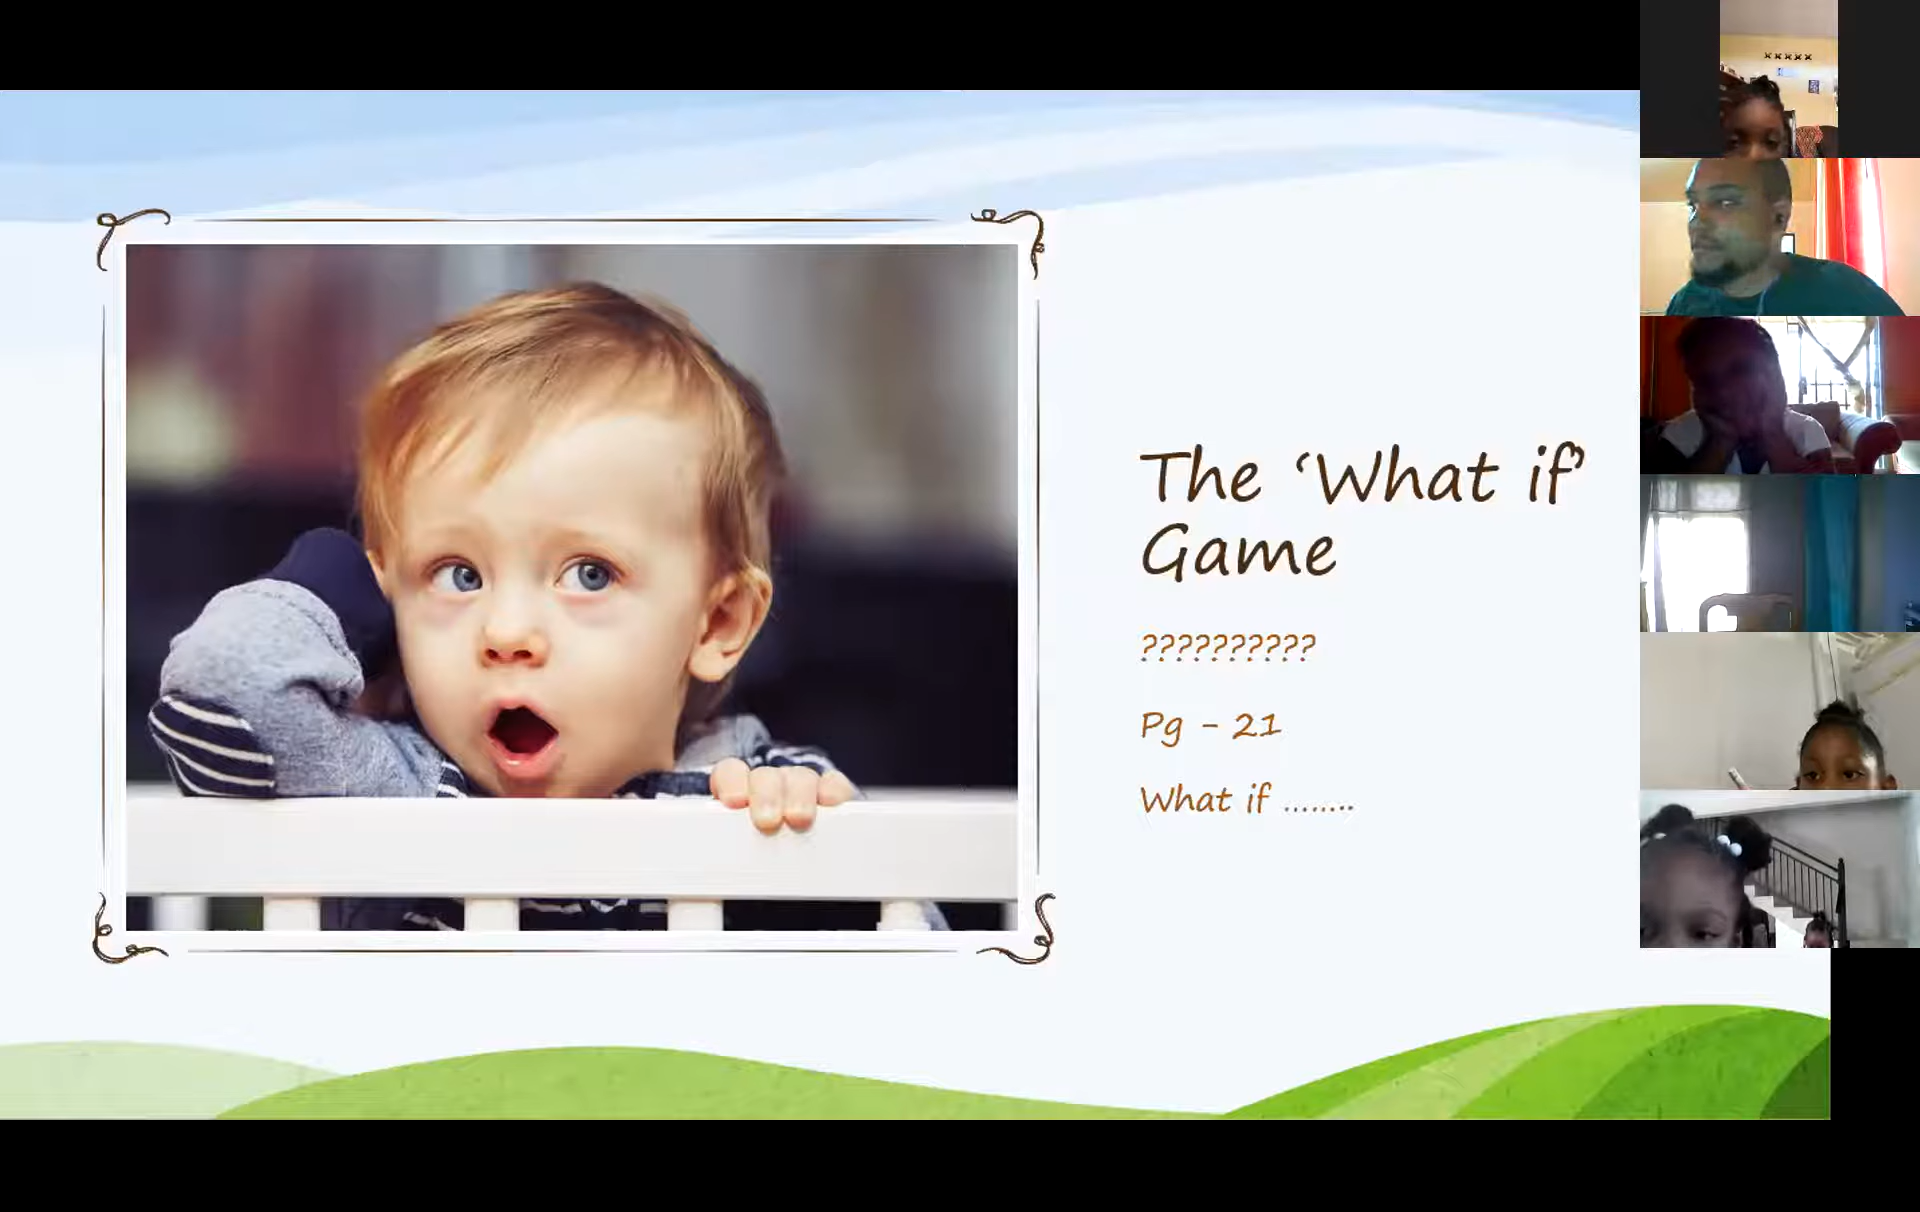 The ‘What if’
Game
??????????
Pg - 21
What if ........